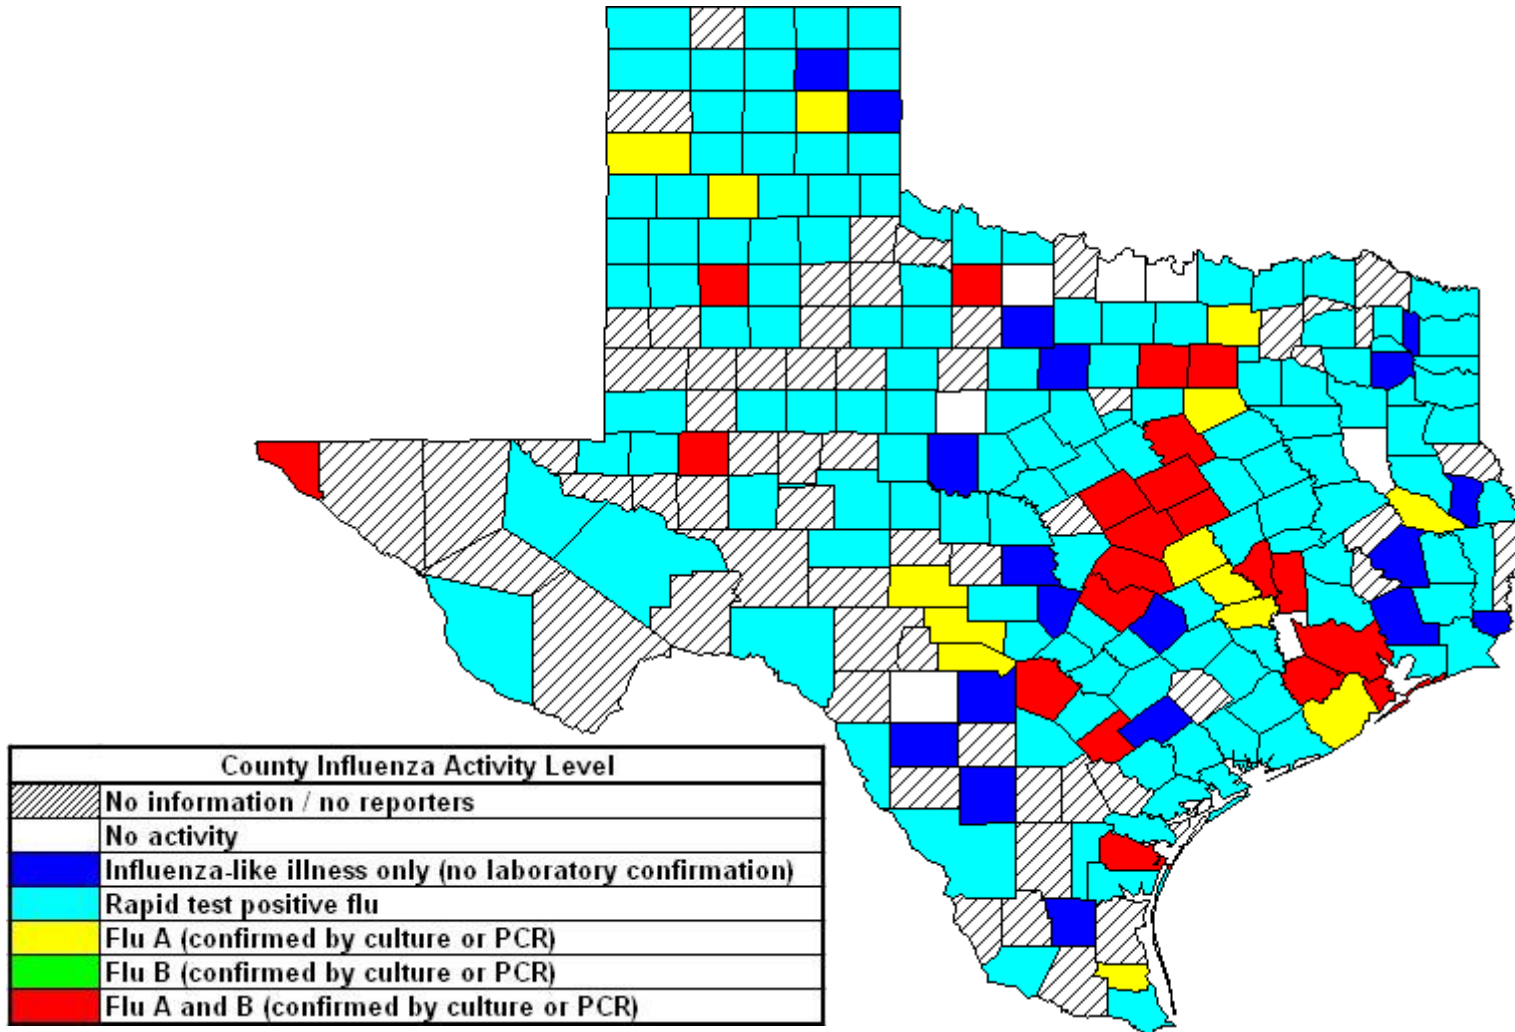 County Influenza Activity Level
No information / no reporters
No activity
Influenza-like illness only (no laboratory confirmation)
Rapid test positive flu
Flu A (confirmed by culture or PCR)
Flu B (confirmed by culture or PCR)
Flu A and B (confirmed by culture or PCR)